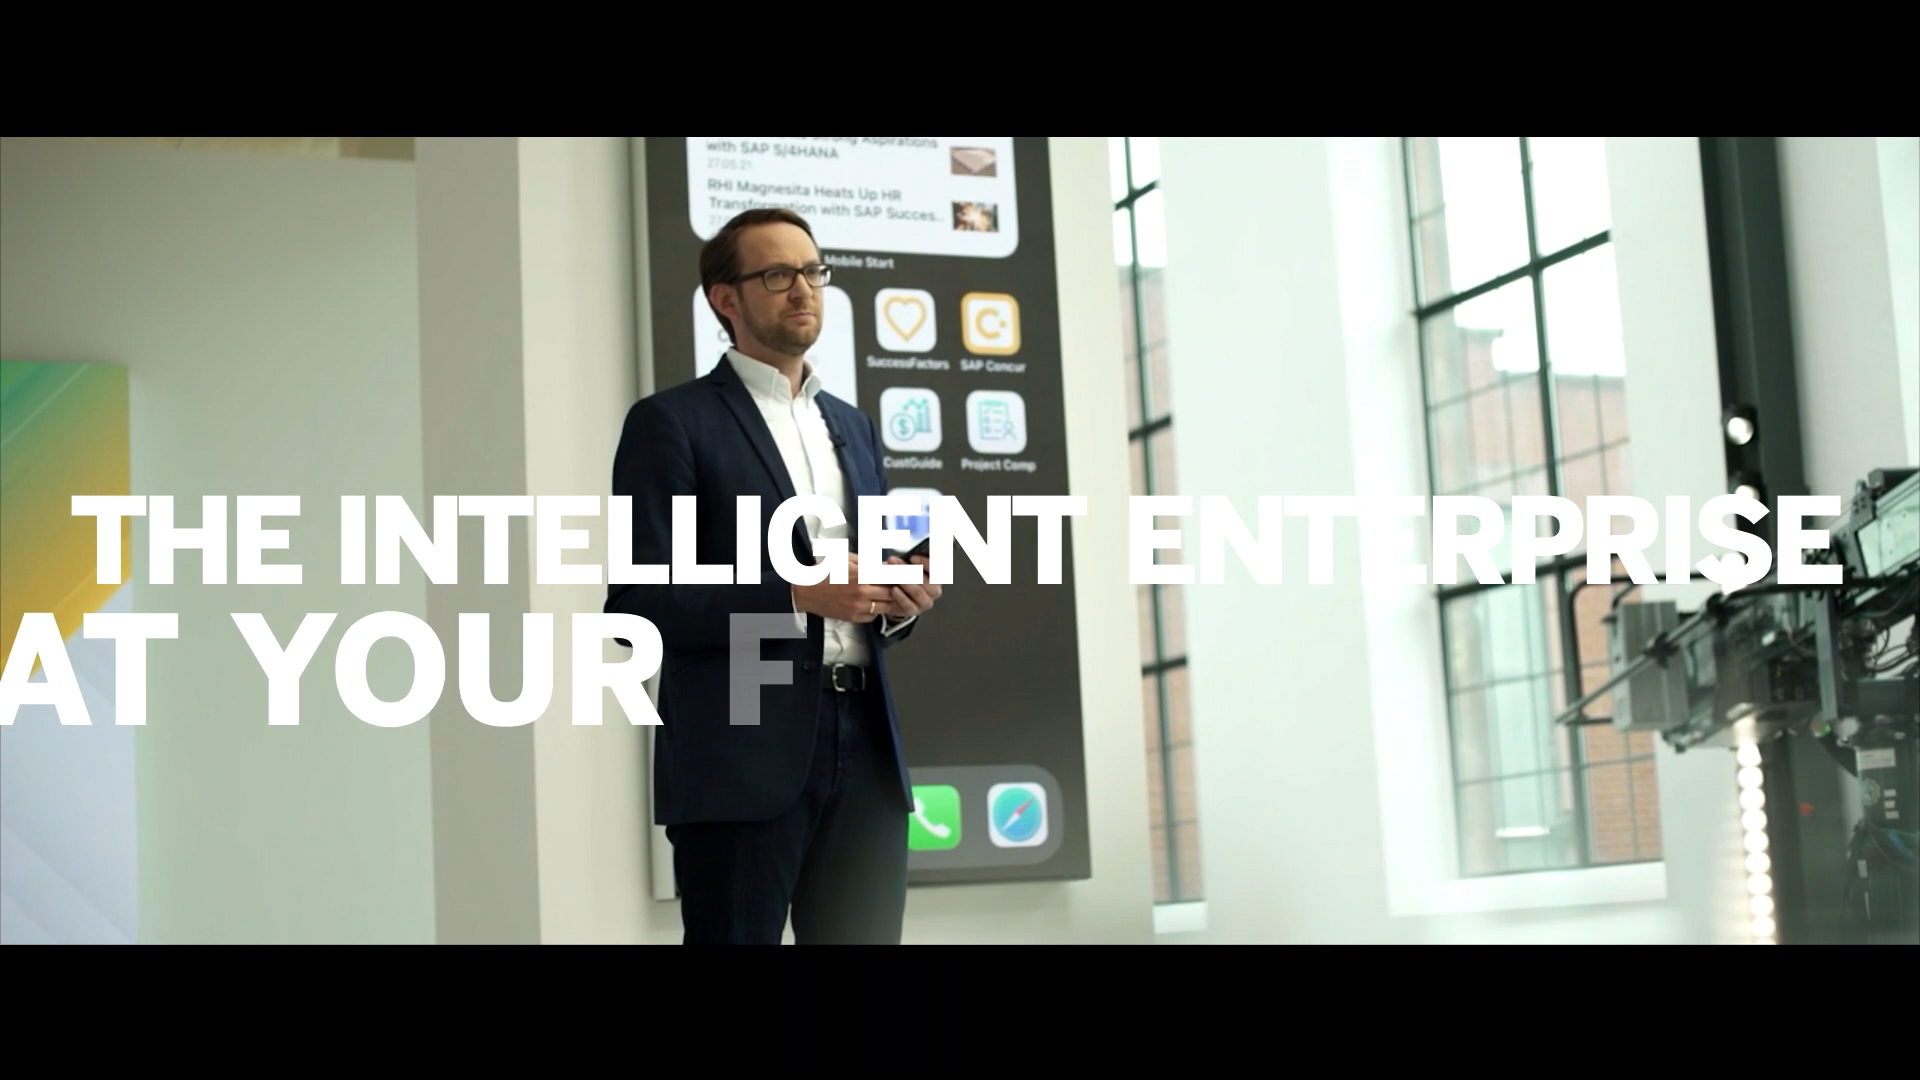 Aspirations
with SAP S/4HANA
27.05.21
RHI Magnesita Heats Up HR
Transformation with SAP Succes...
Mobile Start
SuccessFactors
SAP Concur
CustGuide
Project Comp
THE INTELLIGENT ENTERPRISE
AT YOUR F